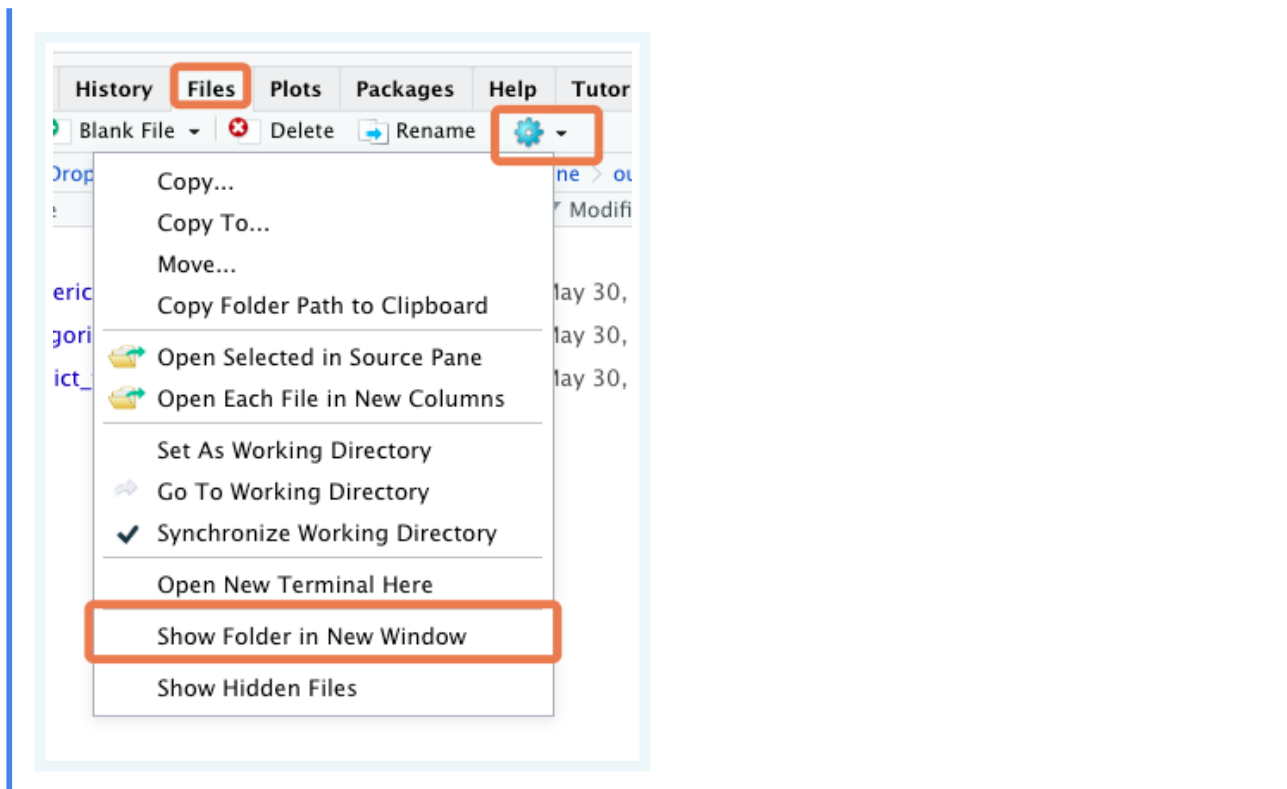 History Files Plots Packages Help Tutor
Blank File Delete Rename
Copy...
Copy To...
Move...
Copy Folder Path to Clipboard
Open Selected in Source Pane
Open Each File in New Columns
Set As Working Directory
Go To Working Directory
Synchronize Working Directory
Open New Terminal Here
Show Folder in New Window
Show Hidden Files